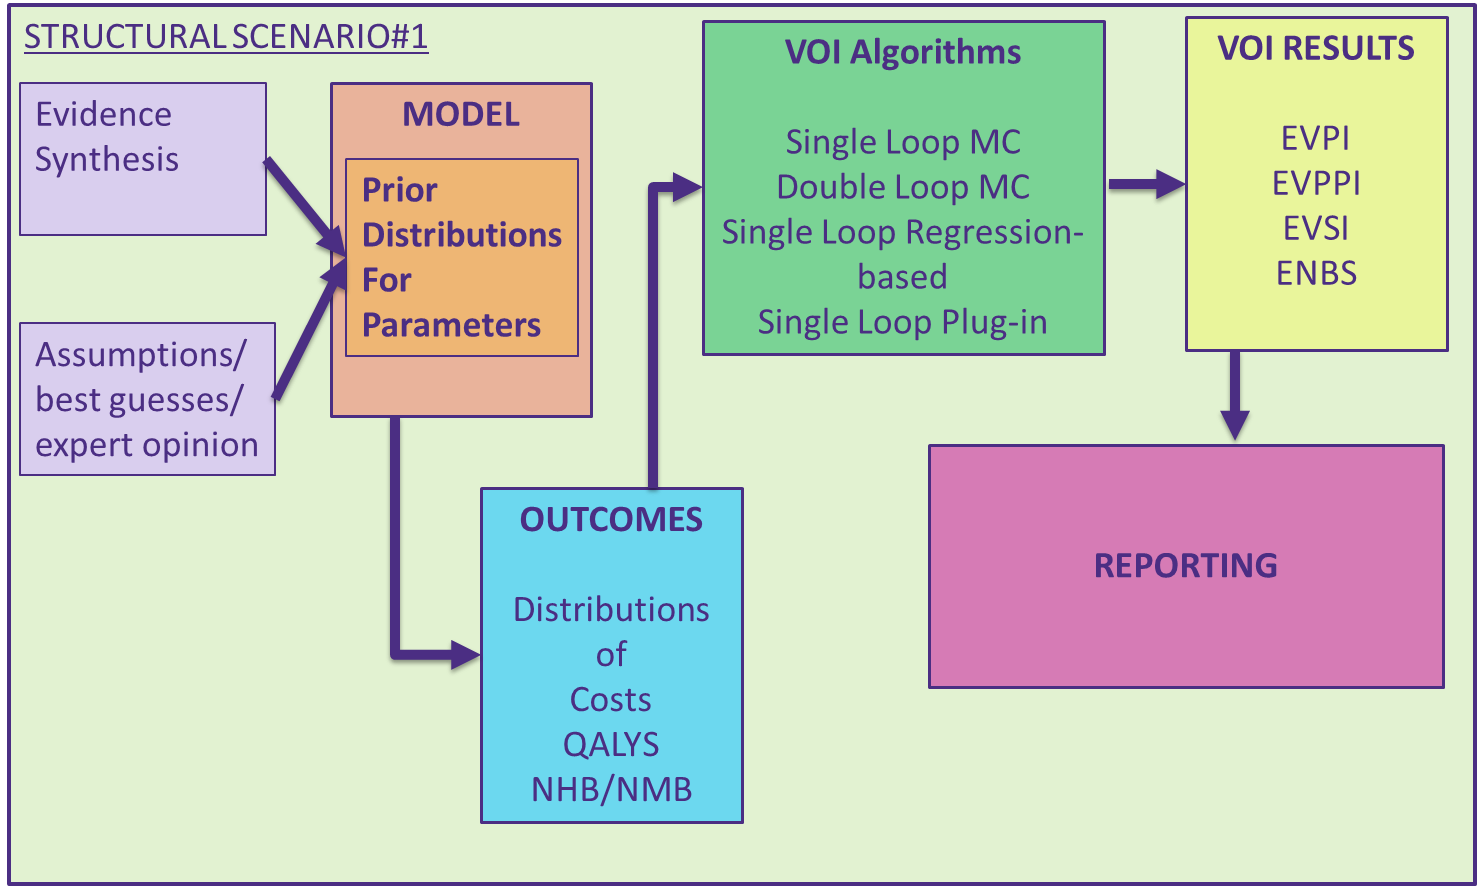 STRUCTURAL SCENARIO#1
Evidence
Synthesis
Assumptions/
best guesses/
expert opinion
MODEL
Prior
Distributions
For
Parameters
OUTCOMES
Distributions
of
Costs
QALYS
NHB/NMB
VOI Algorithms
Single Loop MC
Double Loop MC
Single Loop Regression-
based
Single Loop Plug-in
VOI RESULTS
EVPI
EVPPI
EVSI
ENBS
REPORTING